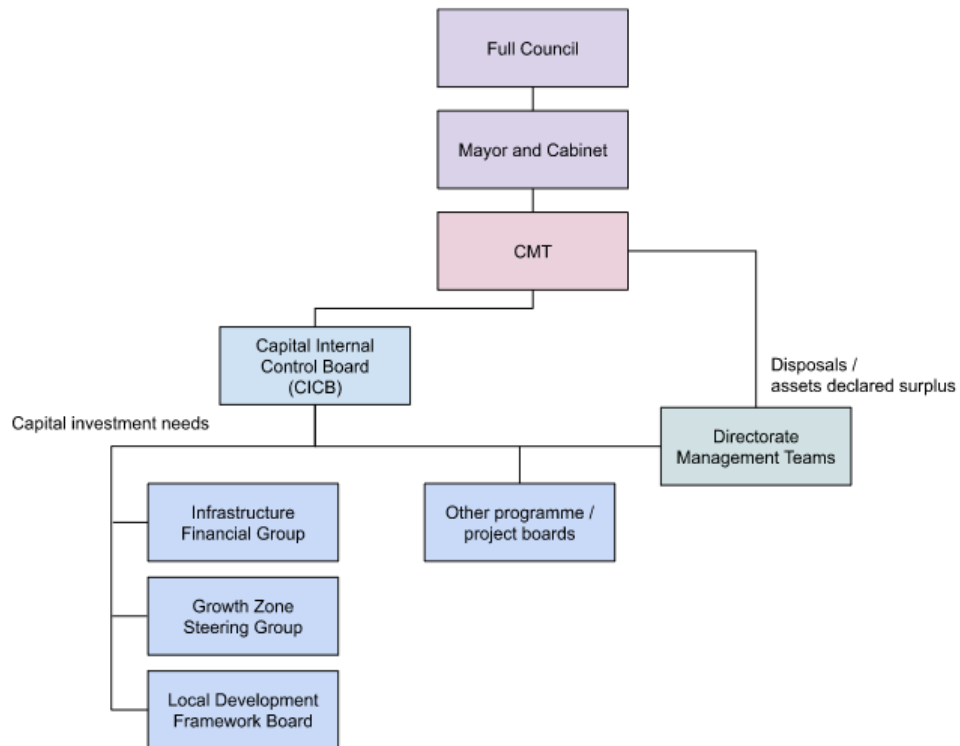 Full Council
Mayor and Cabinet
CMT
Capital Internal
Control Board
(CICB)
Disposals /
assets declared surplus
Capital investment needs
Directorate
Management Teams
Infrastructure
Financial Group
Other programme /
project boards
Growth Zone
Steering Group
Local Development
Framework Board